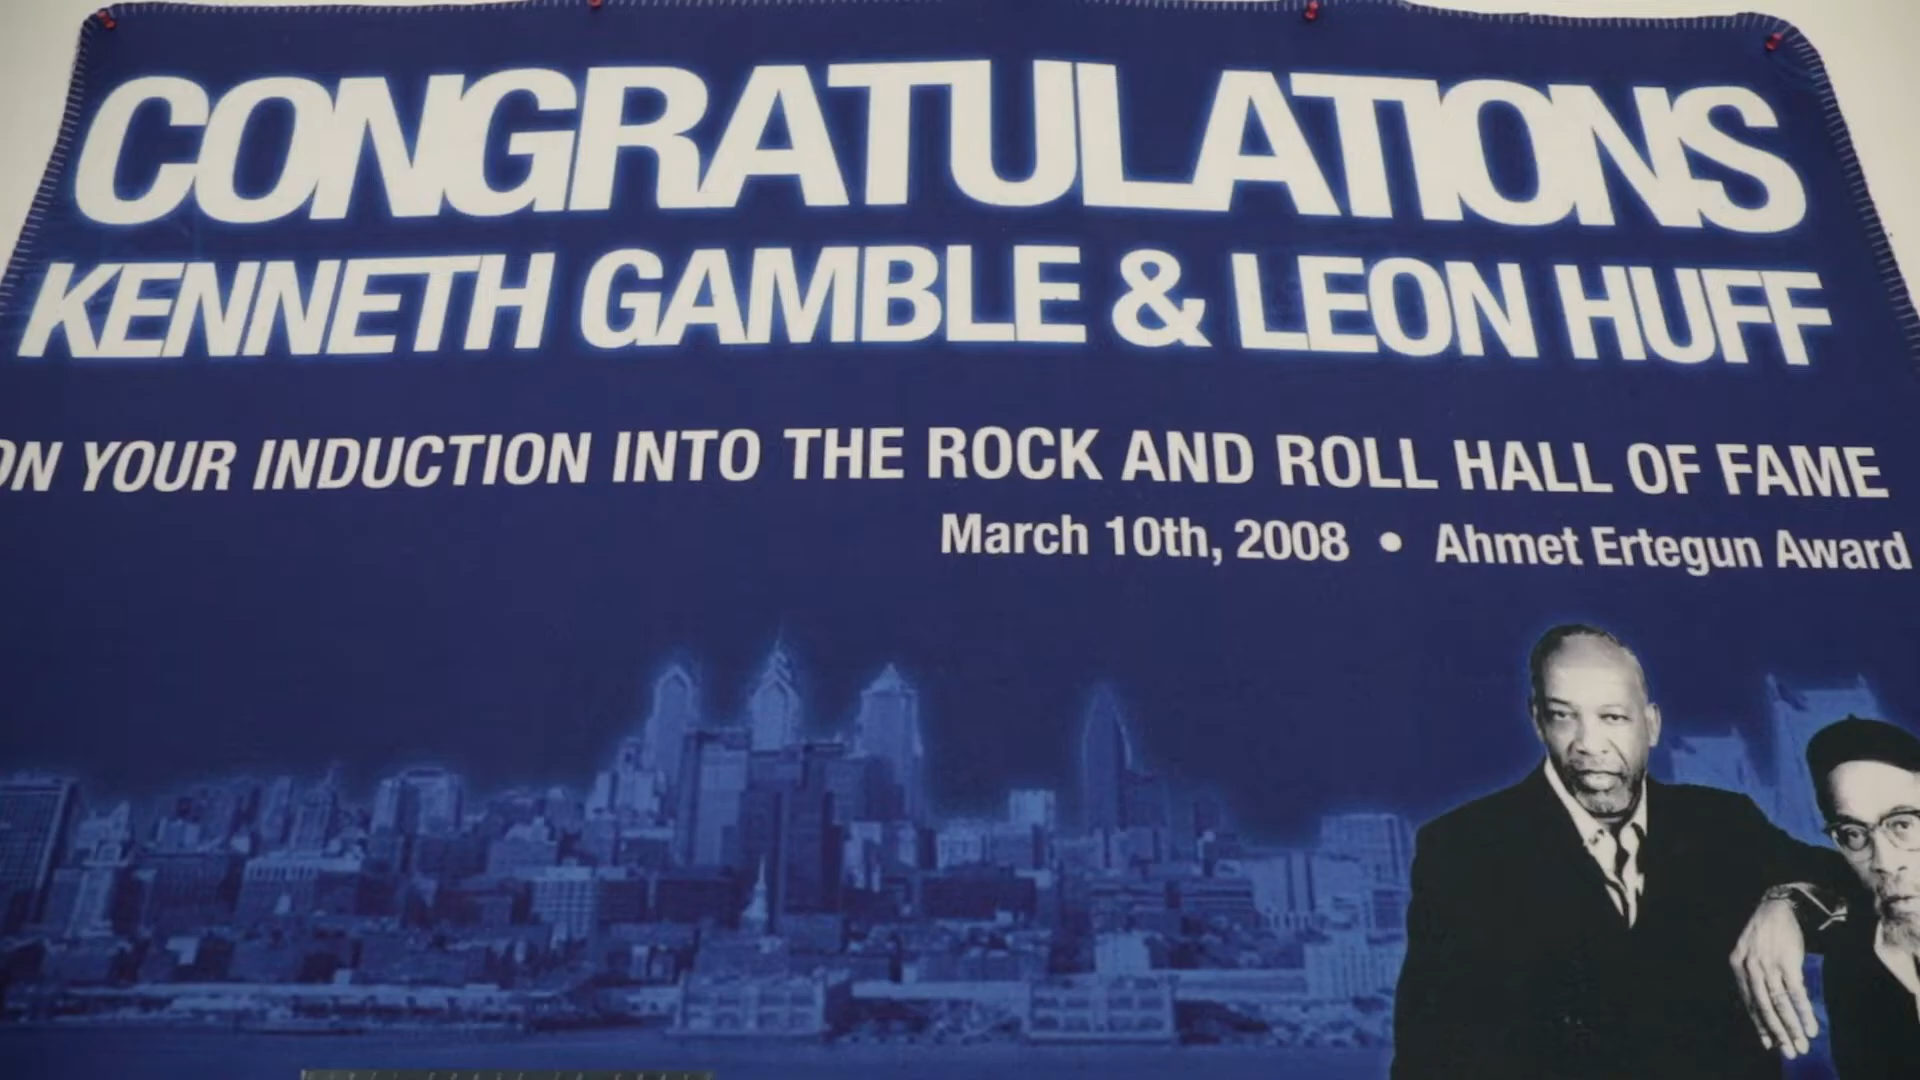 CONGRATULATIONS
KENNETH GAMBLE & LEON HUFF
ON YOUR INDUCTION INTO THE ROCK AND ROLL HALL OF FAME
March 10th, 2008 • Ahmet Ertegun Award